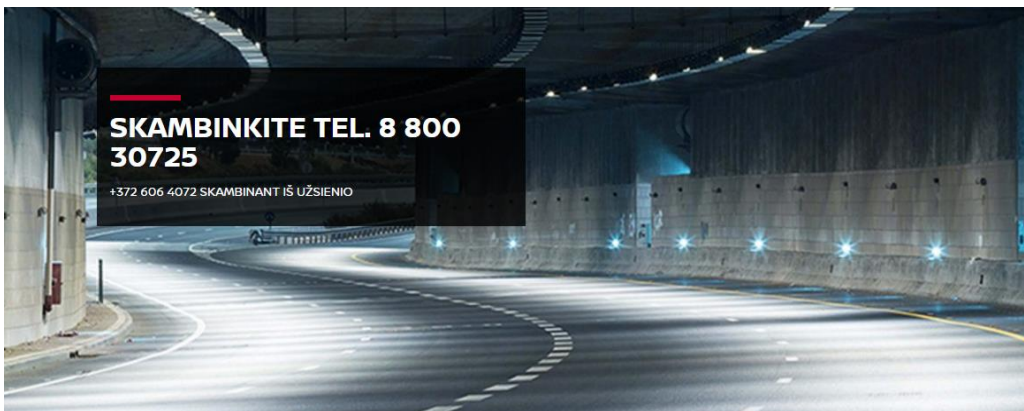 SKAMBINKITE TEL. 8 800
30725
+372 606 4072 SKAMBINANT IŠ UŽSIENIO